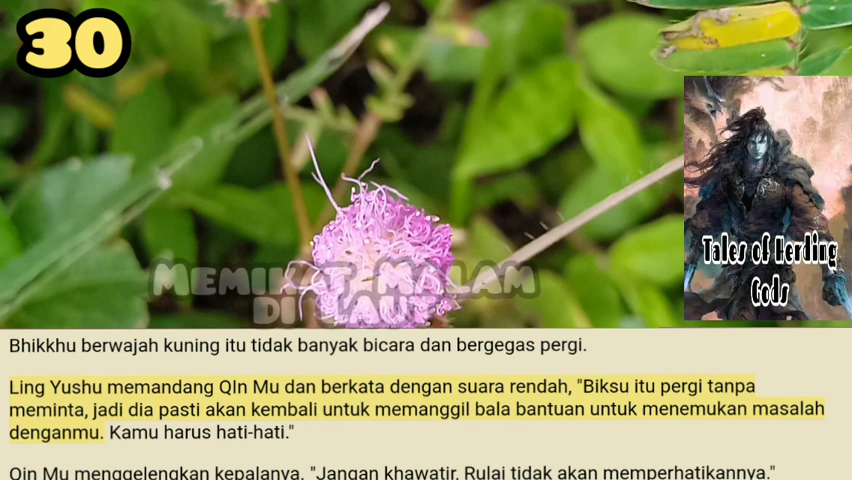 30
Tales of Herding
Gods
MEMIKAT MALAM
Bhikkhu berwajah kuning itu tidak banyak bicara dan bergegas pergi.
Ling Yushu memandang QIn Mu dan berkata dengan suara rendah, "Biksu itu pergi tanpa
meminta, jadi dia pasti akan kembali untuk memanggil bala bantuan untuk menemukan masalah
denganmu. Kamu harus hati-hati."
Qin Mu menggelengkan kepalanya. "Jangan khawatir. Rulai tidak akan memperhatikannya."